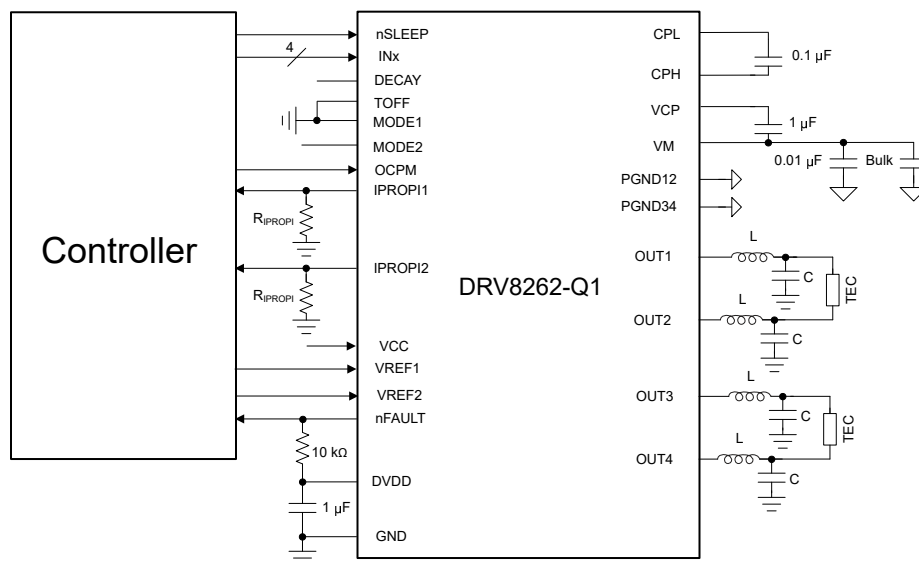 Controller
4
R_IPROPI
R_IPROPI
10 kΩ
1 µF
nSLEEP
INx
DECAY
TOFF
MODE1
MODE2
OCPM
IPROPI1
IPROPI2
VCC
VREF1
VREF2
nFAULT
DVDD
GND
DRV8262-Q1
CPL
CPH
VCP
VM
PGND12
PGND34
OUT1
OUT2
OUT3
OUT4
0.1 µF
1 µF
0.01 µF
Bulk
L
C
TEC
L
C
L
C
TEC
L
C